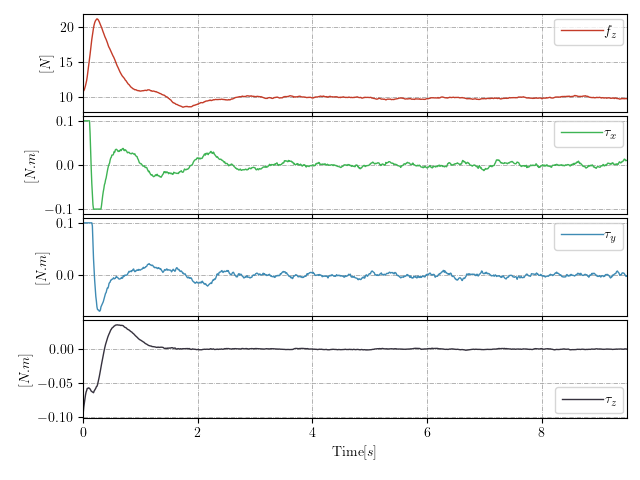 20
15
10
[N]
f_z
0.1
0.0
−0.1
[N.m]
τ_x
0.1
0.0
[N.m]
τ_y
0.00
−0.05
−0.10
[N.m]
τ_z
0 2 4 6 8
Time[s]